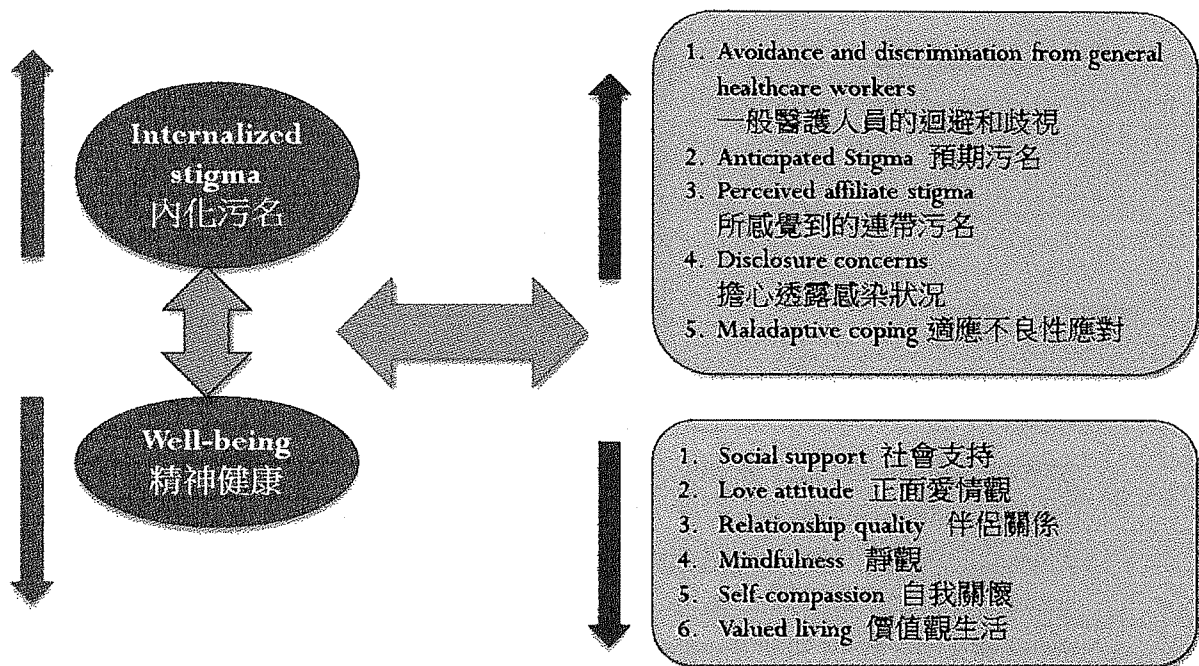 Internalized
stigma
內化污名
Well-being
精神健康
1. Avoidance and discrimination from general
healthcare workers
一般醫護人員的迴避和歧視
2. Anticipated Stigma 預期污名
3. Perceived affiliate stigma
所感覺到的連帶污名
4. Disclosure concerns
擔心透露感染狀況
5. Maladaptive coping 適應不良性應對
1. Social support 社會支持
2. Love attitude 正面愛情觀
3. Relationship quality 伴侶關係
4. Mindfulness 靜觀
5. Self-compassion 自我關懷
6. Valued living 價值觀生活